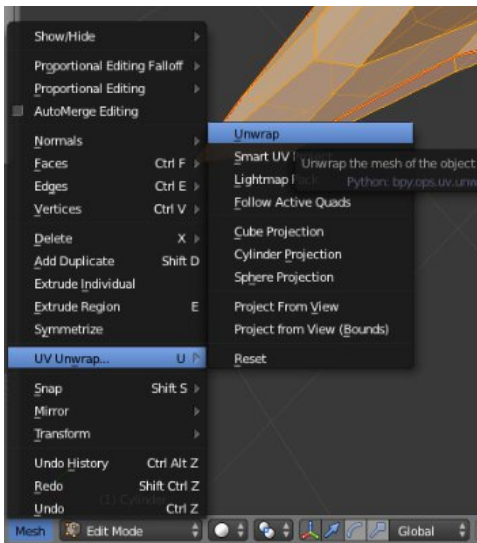 Show/Hide
Proportional Editing Falloff
Proportional Editing
AutoMerge Editing
Normals
Faces Ctrl F
Edges Ctrl E
Vertices Ctrl V
Delete X
Add Duplicate Shift D
Extrude Individual
Extrude Region E
Symmetrize
UV Unwrap... U
Snap Shift S
Mirror
Transform
Undo History Ctrl Alt Z
Redo Shift Ctrl Z
(1) Cylinder
Undo Ctrl Z
Unwrap
Smart UV
Unwrap the mesh of the object
Lightmap
Python: bpy.ops.uv.unw
Follow Active Quads
Cube Projection
Cylinder Projection
Sphere Projection
Project From View
Project from View (Bounds)
Reset
Mesh Edit Mode Global